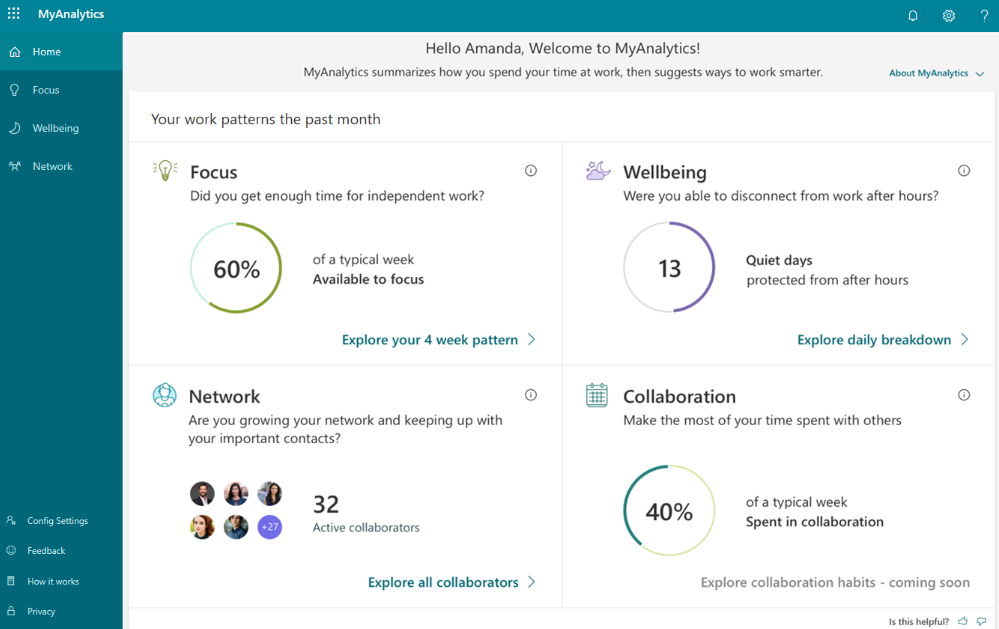 MyAnalytics
Home
Focus
Wellbeing
Network
Config Settings
Feedback
How it works
Privacy
Hello Amanda, Welcome to MyAnalytics!
MyAnalytics summarizes how you spend your time at work, then suggests ways to work smarter.
About MyAnalytics
Your work patterns the past month
Focus
Did you get enough time for independent work?
60%
of a typical week
Available to focus
Explore your 4 week pattern
Wellbeing
Were you able to disconnect from work after hours?
13
Quiet days
protected from after hours
Explore daily breakdown
Network
Are you growing your network and keeping up with
your important contacts?
+27
32
Active collaborators
Explore all collaborators
Collaboration
Make the most of your time spent with others
40%
of a typical week
Spent in collaboration
Explore collaboration habits - coming soon
Is this helpful?